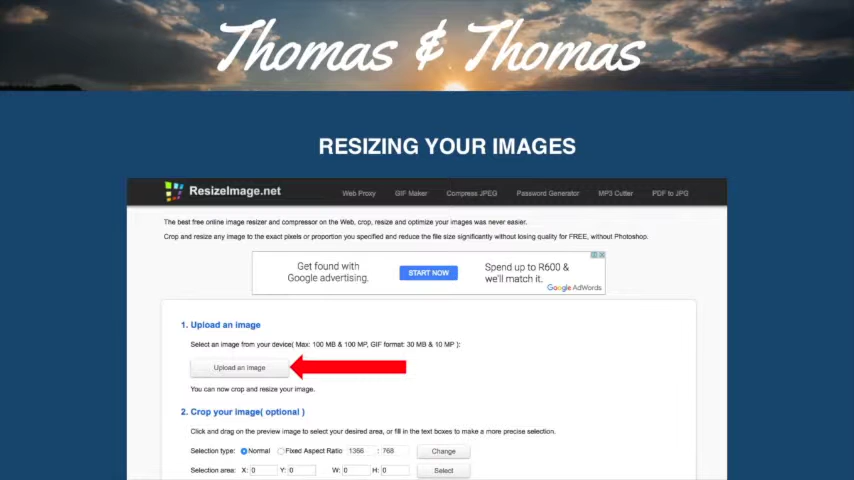 Thomas & Thomas
RESIZING YOUR IMAGES
ResizeImage.net
Web Proxy GIF Maker Compress JPEG Password Generator MP3 Cutter PDF to JPG
The best free online image resizer and compressor on the Web, crop, resize and optimize your images was never easier.
Crop and resize any image to the exact pixels or proportion you specified and reduce the file size significantly without losing quality for FREE, without Photoshop.
Get found with
Google advertising.
START NOW
Spend up to R600 &
we'll match it.
Google AdWords
1. Upload an image
Select an image from your device( Max: 100 MB & 100 MP, GIF format: 30 MB & 10 MP ):
Upload an image
You can now crop and resize your image.
2. Crop your image( optional )
Click and drag on the preview image to select your desired area, or fill in the text boxes to make a more precise selection.
Selection type: Normal Fixed Aspect Ratio 1366 : 768 Change
Selection area: X: 0 Y: 0 W: 0 H: 0 Select